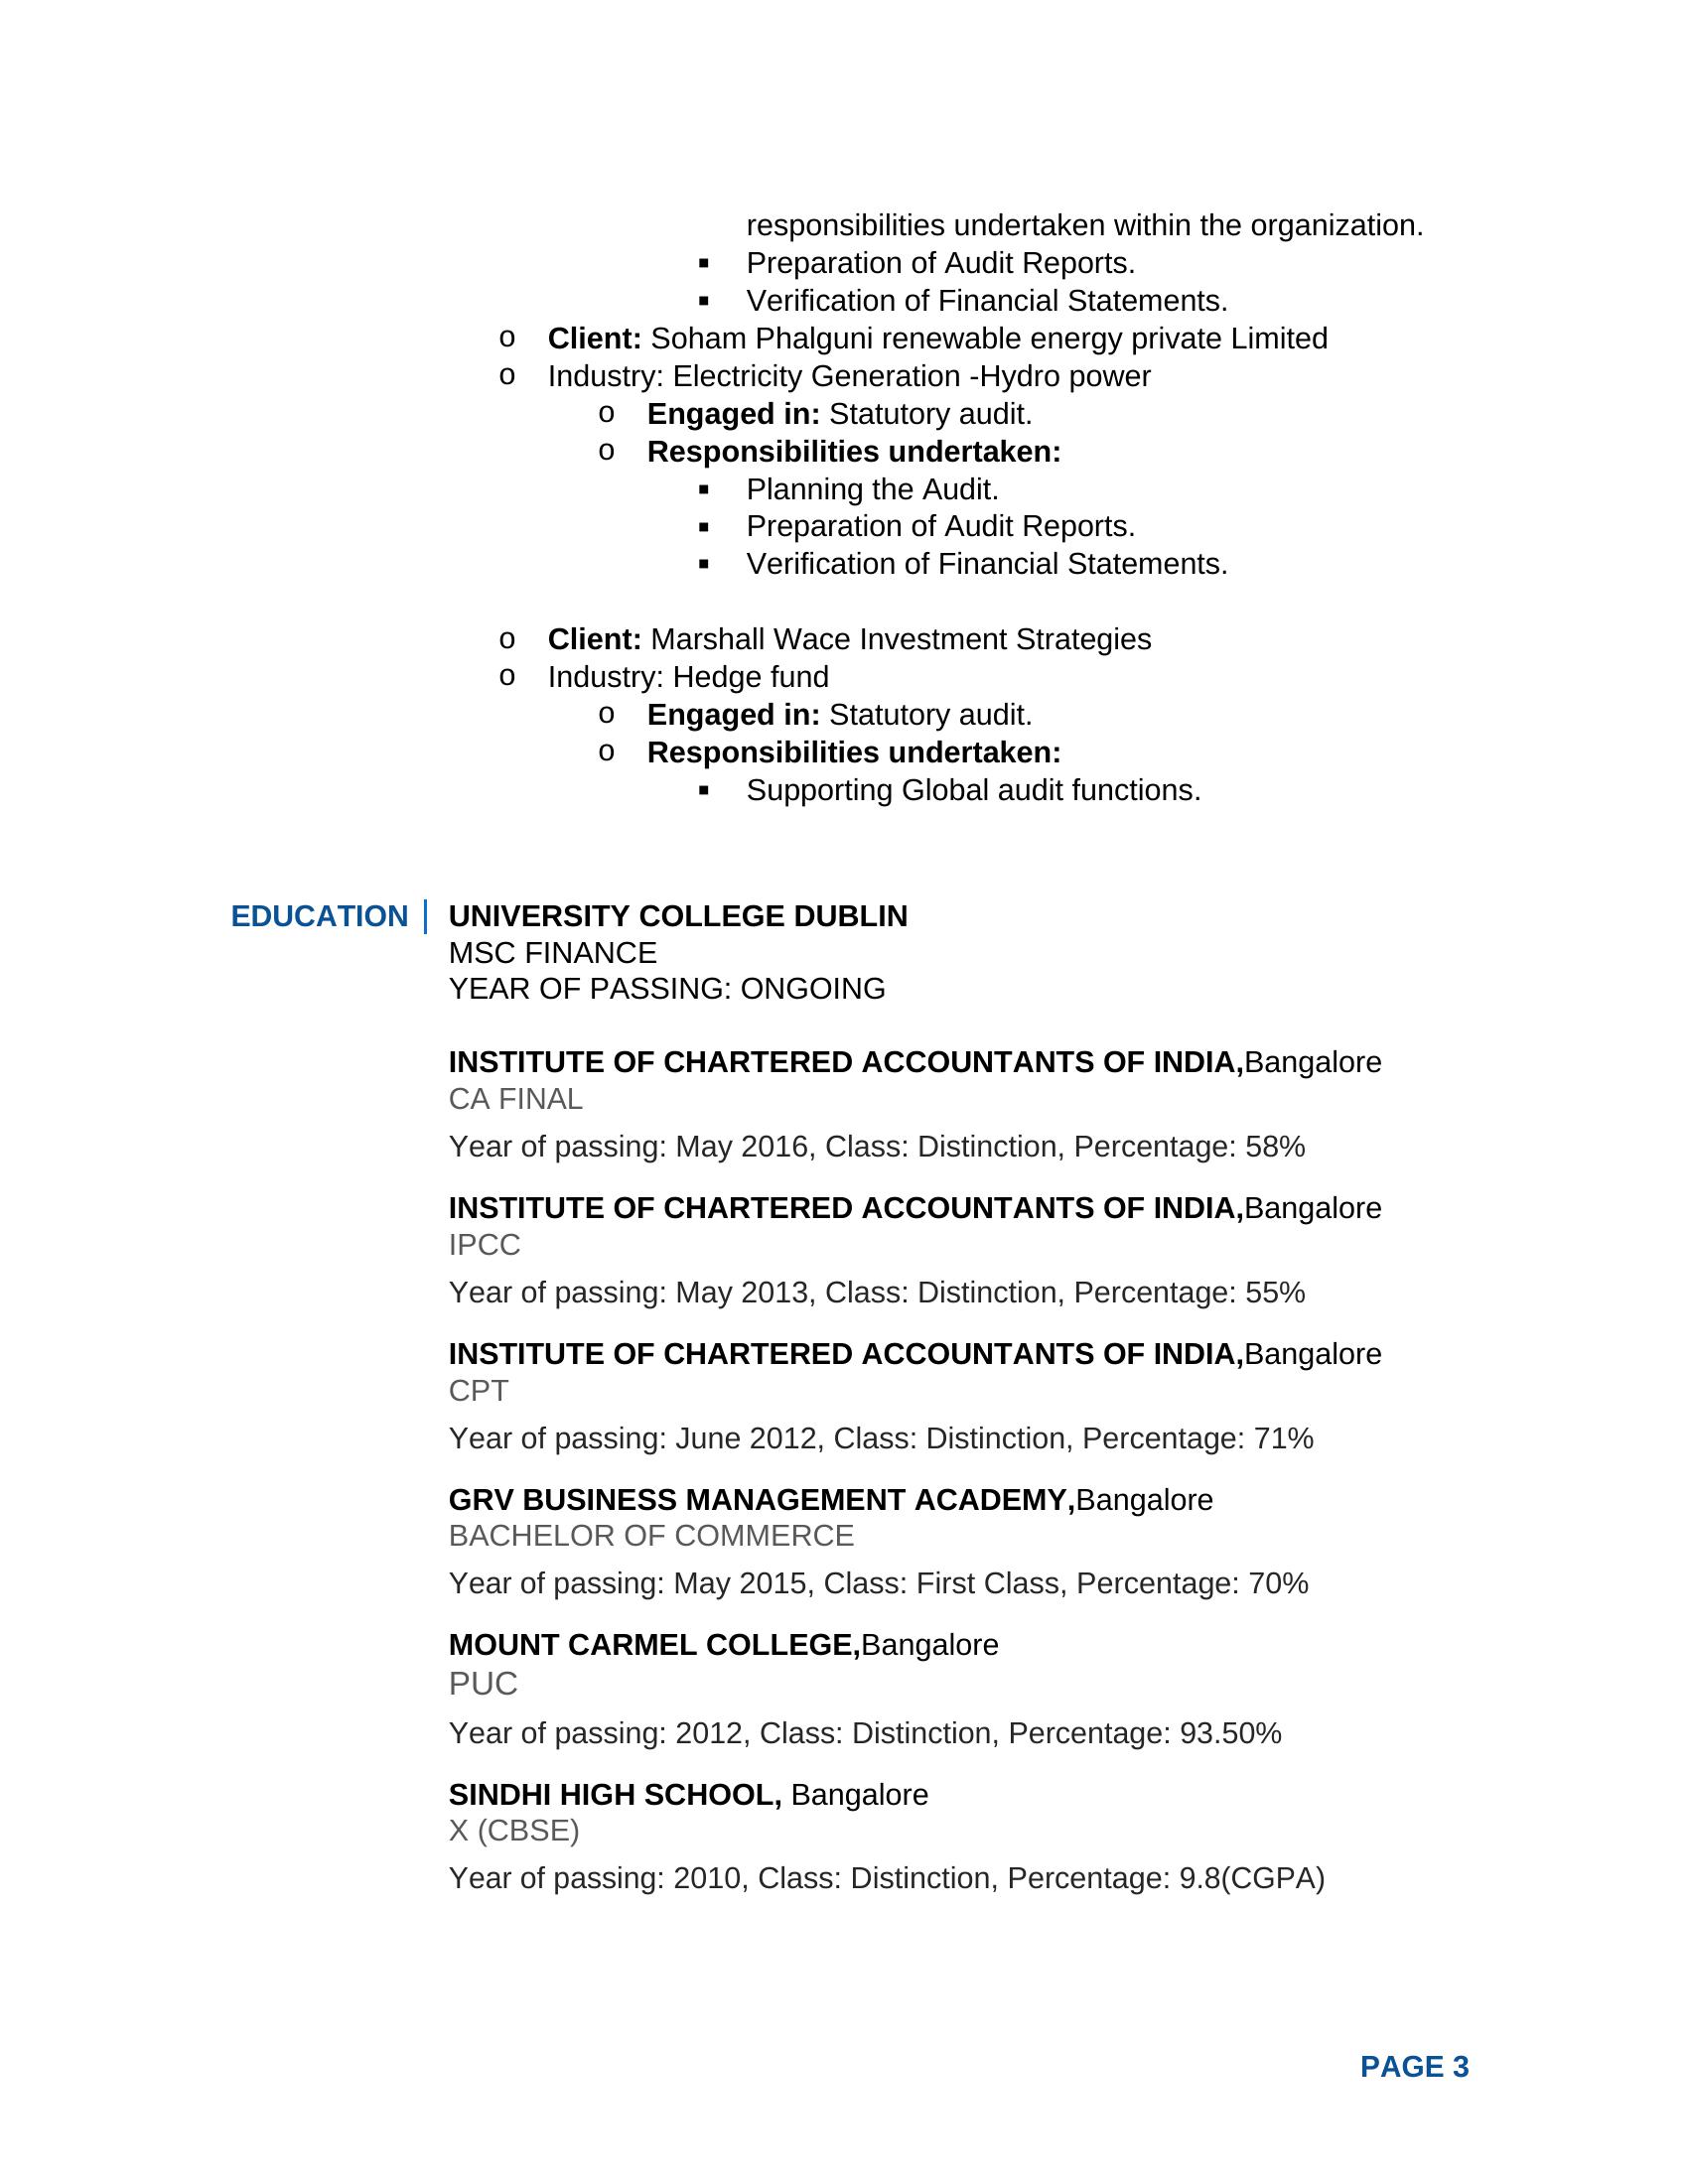 responsibilities undertaken within the organization.
▪ Preparation of Audit Reports.
▪ Verification of Financial Statements.
o Client: Soham Phalguni renewable energy private Limited
o Industry: Electricity Generation -Hydro power
o Engaged in: Statutory audit.
o Responsibilities undertaken:
▪ Planning the Audit.
▪ Preparation of Audit Reports.
▪ Verification of Financial Statements.
o Client: Marshall Wace Investment Strategies
o Industry: Hedge fund
o Engaged in: Statutory audit.
o Responsibilities undertaken:
▪ Supporting Global audit functions.
EDUCATION UNIVERSITY COLLEGE DUBLIN
MSC FINANCE
YEAR OF PASSING: ONGOING
INSTITUTE OF CHARTERED ACCOUNTANTS OF INDIA,Bangalore
CA FINAL
Year of passing: May 2016, Class: Distinction, Percentage: 58%
INSTITUTE OF CHARTERED ACCOUNTANTS OF INDIA,Bangalore
IPCC
Year of passing: May 2013, Class: Distinction, Percentage: 55%
INSTITUTE OF CHARTERED ACCOUNTANTS OF INDIA,Bangalore
CPT
Year of passing: June 2012, Class: Distinction, Percentage: 71%
GRV BUSINESS MANAGEMENT ACADEMY,Bangalore
BACHELOR OF COMMERCE
Year of passing: May 2015, Class: First Class, Percentage: 70%
MOUNT CARMEL COLLEGE,Bangalore
PUC
Year of passing: 2012, Class: Distinction, Percentage: 93.50%
SINDHI HIGH SCHOOL, Bangalore
X (CBSE)
Year of passing: 2010, Class: Distinction, Percentage: 9.8(CGPA)
PAGE 3